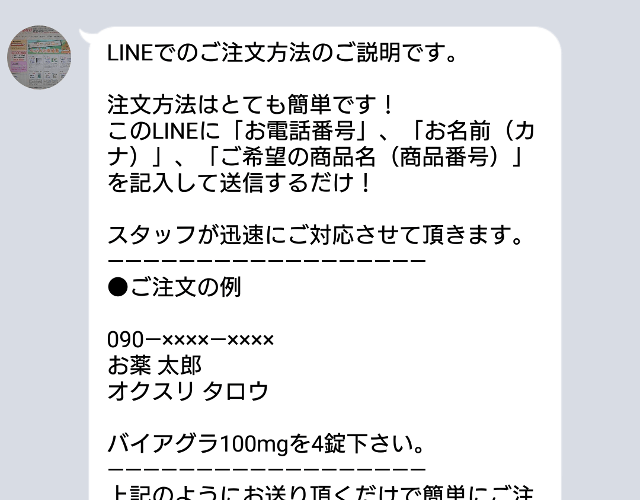 LINEでのご注文方法のご説明です。
注文方法はとても簡単です！
このLINEに「お電話番号」、「お名前（カ
ナ）」、「ご希望の商品名（商品番号）」
を記入して送信するだけ！
スタッフが迅速にご対応させて頂きます。
ーーーーーーーーーーーーーーーーーー
●ご注文の例
090ー××××ー××××
お薬 太郎
オクスリ タロウ
バイアグラ100mgを4錠下さい。
ーーーーーーーーーーーーーーーーーー
上記のようにお送り頂くだけで簡単にご注